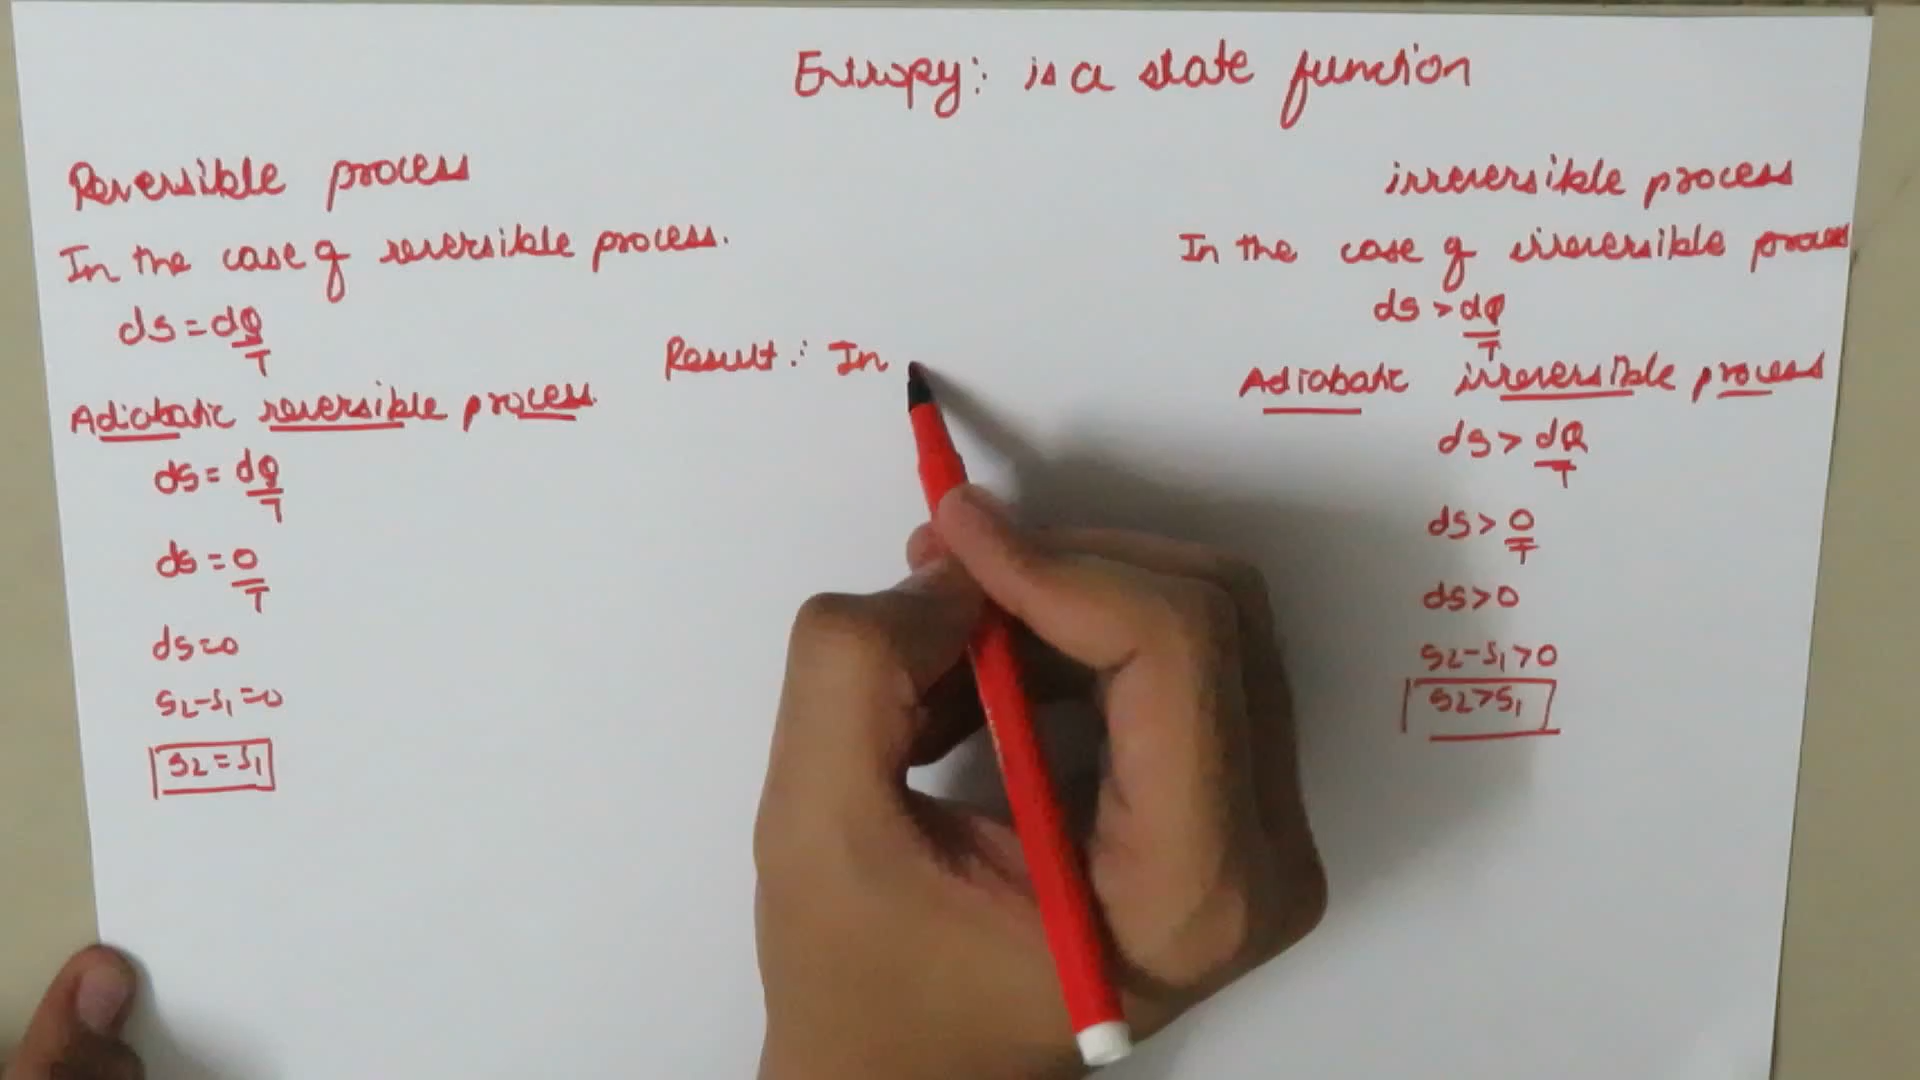 Entropy: is a state function
Reversible process
In the case of reversible process.
ds = dQ/T
Adiabatic reversible process.
ds = dQ/T
ds = 0/T
ds=0
S2-S1=0
S2=S1
Result: In
irreversible process
In the case of irreversible process
ds > dQ/T
Adiabatic irreversible process
ds > dQ/T
ds > 0/T
ds>0
S2-S1>0
S2>S1